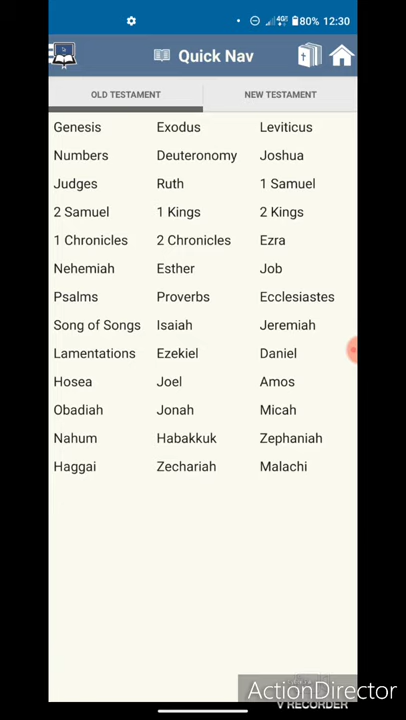 4G 80% 12:30
Quick Nav
OLD TESTAMENT NEW TESTAMENT
Genesis Exodus Leviticus
Numbers Deuteronomy Joshua
Judges Ruth 1 Samuel
2 Samuel 1 Kings 2 Kings
1 Chronicles 2 Chronicles Ezra
Nehemiah Esther Job
Psalms Proverbs Ecclesiastes
Song of Songs Isaiah Jeremiah
Lamentations Ezekiel Daniel
Hosea Joel Amos
Obadiah Jonah Micah
Nahum Habakkuk Zephaniah
Haggai Zechariah Malachi
ActionDirector
V RECORDER